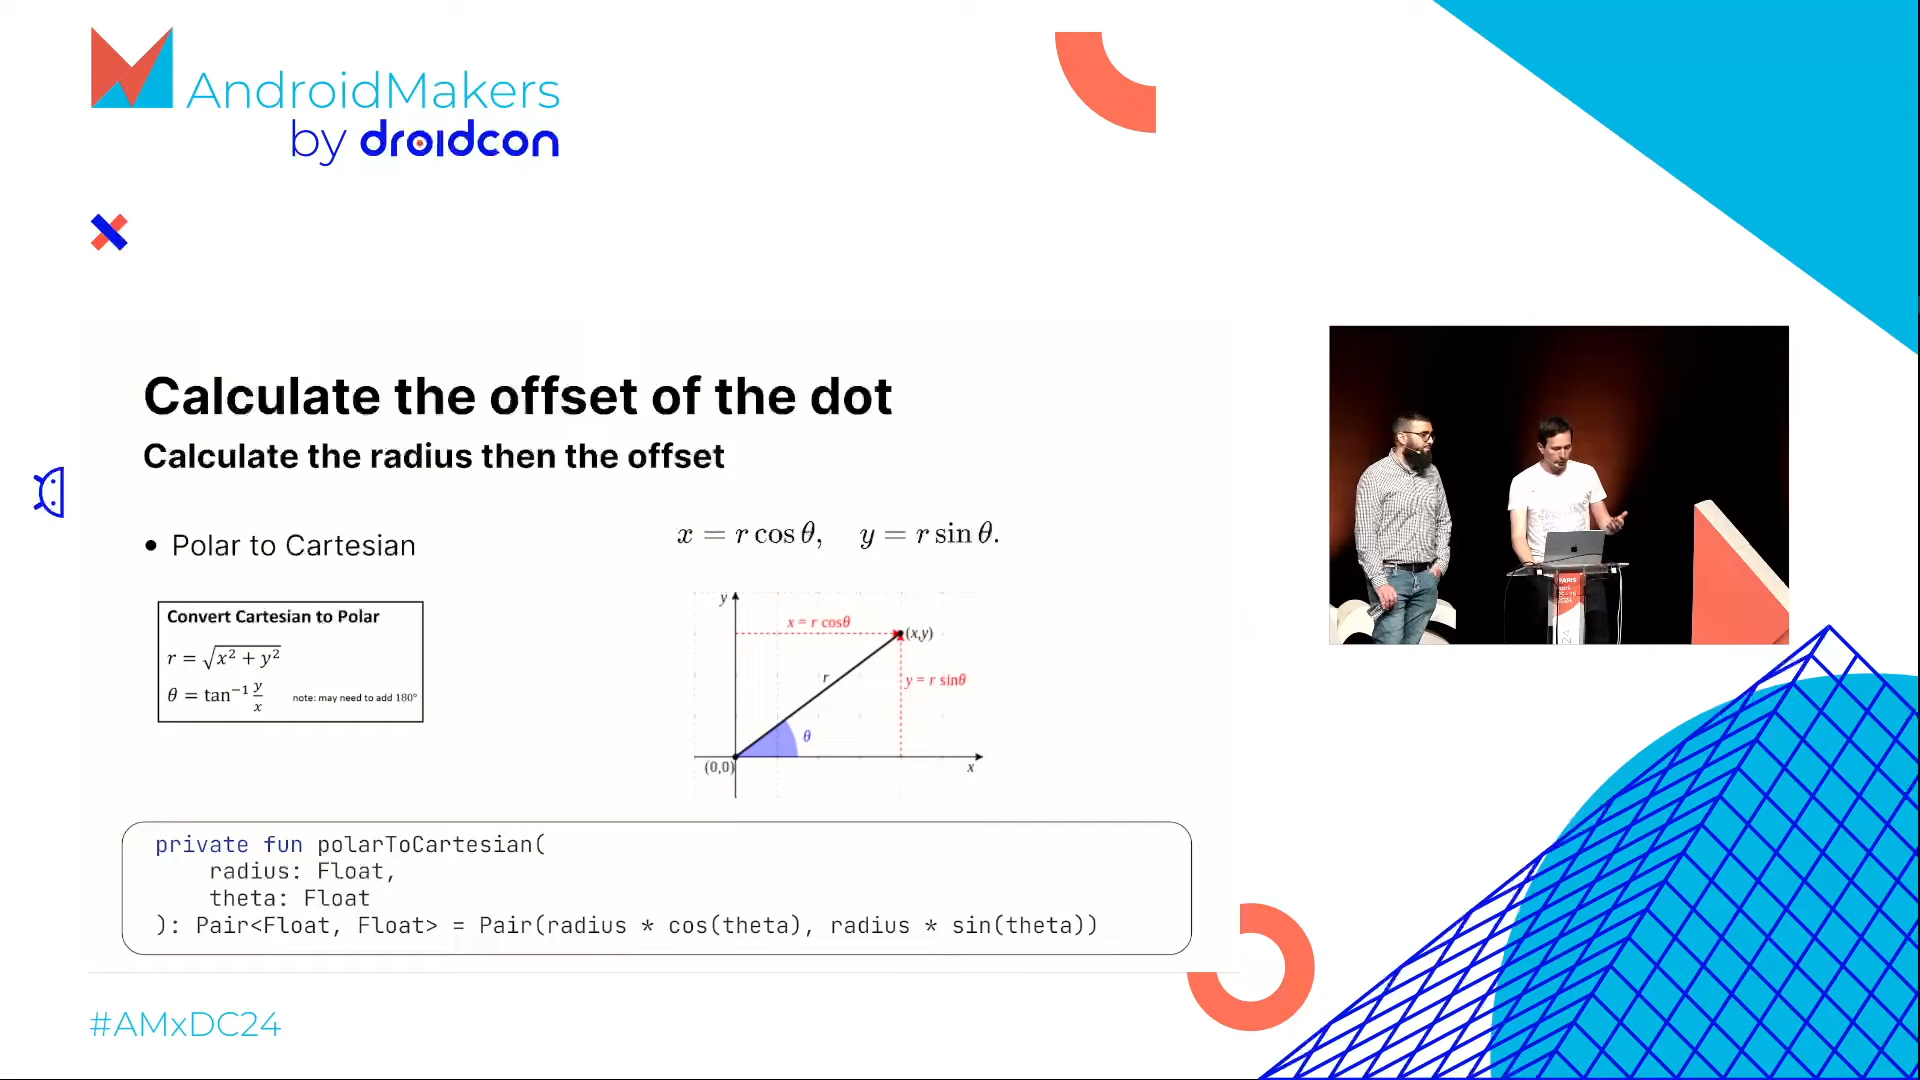 AndroidMakers
by droidcon
Calculate the offset of the dot
Calculate the radius then the offset
• Polar to Cartesian
x = r cos θ, y = r sin θ.
Convert Cartesian to Polar
r = √x² + y²
θ = tan⁻¹ y/x note: may need to add 180°
y
x = r cosθ
(x,y)
r
y = r sinθ
θ
(0,0)
x
private fun polarToCartesian(
radius: Float,
theta: Float
): Pair<Float, Float> = Pair(radius * cos(theta), radius * sin(theta))
#AMxDC24
PARIS
2024